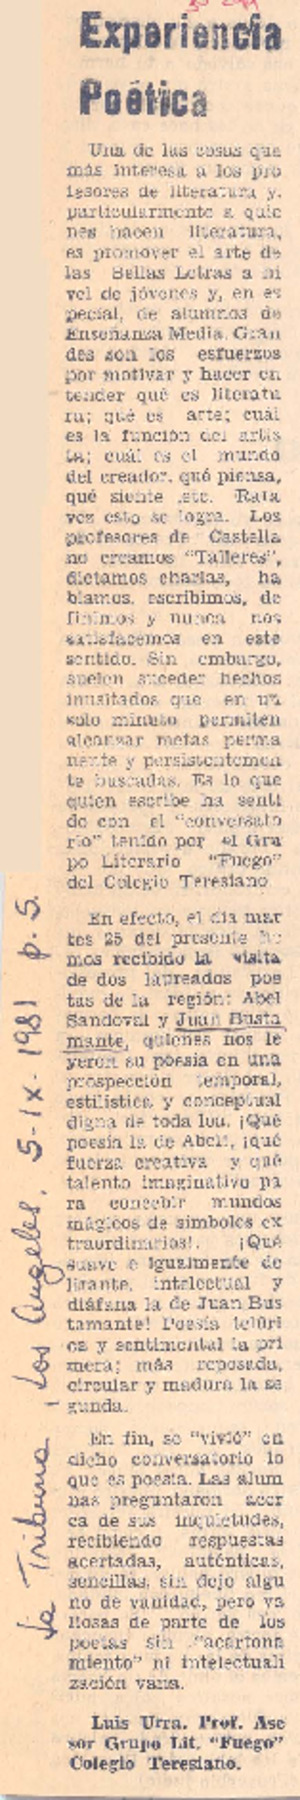 Experiencia
Poética
Una de las cosas que
más interesa a los pro
fesores de literatura y,
particularmente a quie
nes hacen literatura,
es promover el arte de
las Bellas Letras a ni
vel de jóvenes y, en es
pecial, de alumnos de
Enseñanza Media. Gran
des son los esfuerzos
por motivar y hacer en
tender qué es literatu
ra; qué es arte; cuál
es la función del artis
ta; cuál es el mundo
del creador, qué piensa,
qué siente ,etc. Rara
vez esto se logra. Los
profesores de Castella
no creamos "Talleres",
dictamos charlas, ha
blamos, escribimos, de
finimos y nunca nos
satisfacemos en este
sentido. Sin embargo,
suelen suceder hechos
inusitados que en un
solo minuto permiten
alcanzar metas perma
nente y persistentemen
te buscadas. Es lo que
quien escribe ha senti
do con el "conversato
rio" tenido por el Gru
po Literario "Fuego"
del Colegio Teresiano
En efecto, el día mar
tes 25 del presente he
mos recibido la visita
de dos laureados poe
tas de la región: Abel
Sandoval y Juan Busta
mante, quienes nos le
yeron su poesía en una
prospección temporal,
estilística y conceptual
digna de toda loa. ¡Qué
poesía la de Abel!, ¡qué
fuerza creativa y qué
talento imaginativo pa
ra concebir mundos
mágicos de símbolos ex
traordinarios!. ¡Qué
suave e igualmente de
lirante, intelectual y
diáfana la de Juan Bus
tamante! Poesía telúri
ca y sentimental la pri
mera; más reposada,
circular y madura la se
gunda.
En fin, se "vivió" en
dicho conversatorio lo
que es poesía. Las alum
nas preguntaron acer
ca de sus inquietudes,
recibiendo respuestas
acertadas, auténticas,
sencillas, sin dejo algu
no de vanidad, pero va
liosas de parte de los
poetas sin "acartona
miento" ni intelectuali
zación vana.
Luis Urra. Prof. Ase
sor Grupo Lit. "Fuego"
Colegio Teresiano.
La Tribuna, Los Angeles, 5-IX-1981 p.5.